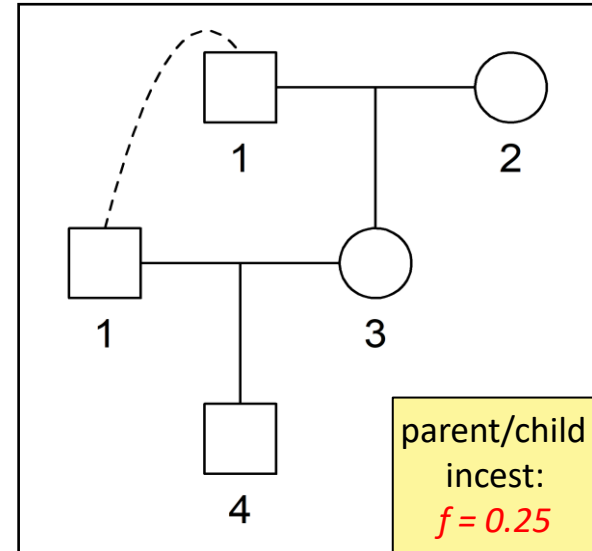 1 2
1 3
4
parent/child
incest:
f = 0.25